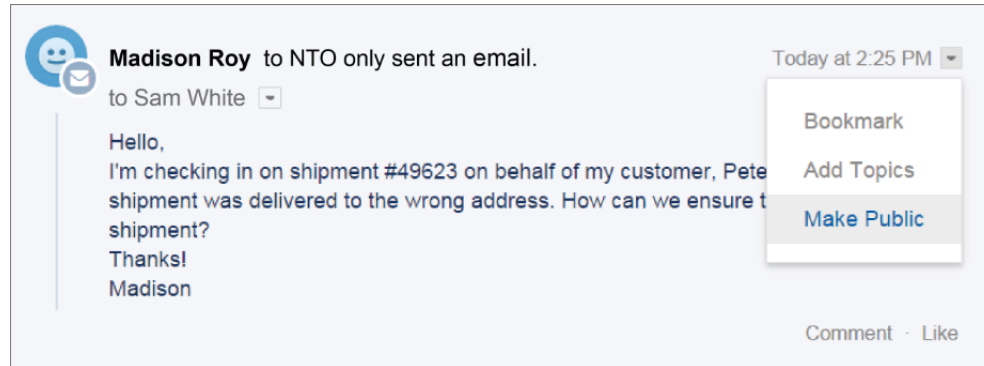 Madison Roy to NTO only sent an email.
Today at 2:25 PM
to Sam White
Hello,
I'm checking in on shipment #49623 on behalf of my customer, Pete
shipment was delivered to the wrong address. How can we ensure t
shipment?
Thanks!
Madison
Bookmark
Add Topics
Make Public
Comment · Like